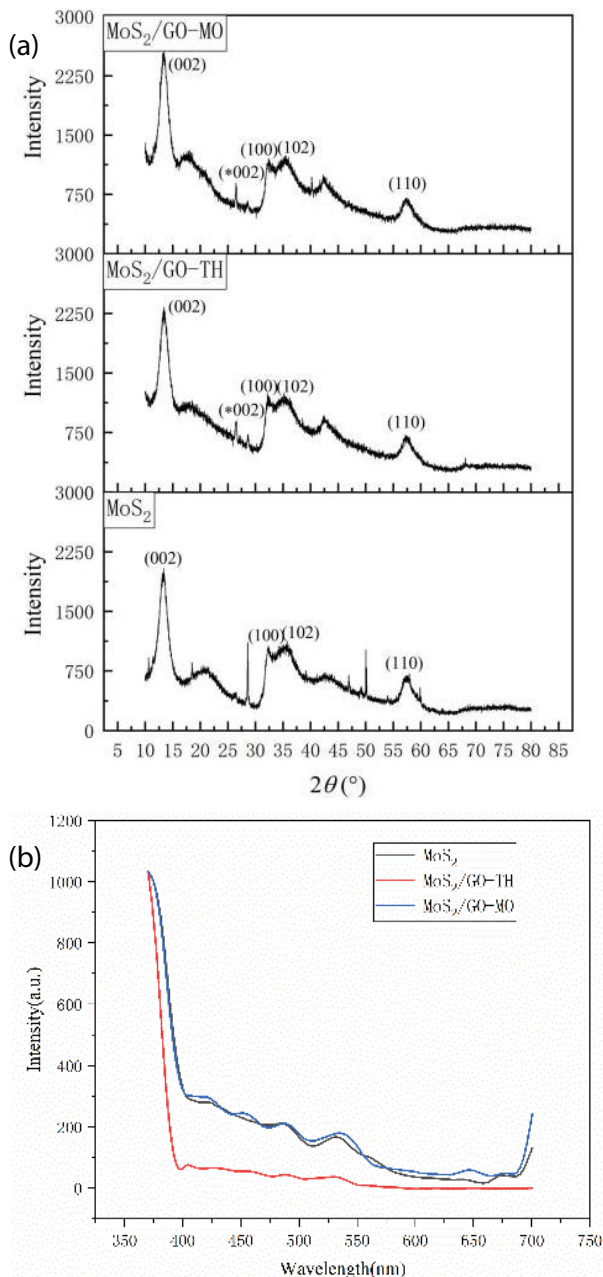 (a)
MoS2/GO-MO
3000
2250
1500
750
3000
Intensity
(002)
(*002)
(100)
(102)
(110)
MoS2/GO-TH
2250
1500
750
3000
Intensity
(002)
(*002)
(100)
(102)
(110)
MoS2
2250
1500
750
0
Intensity
(002)
(100)
(102)
(110)
5 10 15 20 25 30 35 40 45 50 55 60 65 70 75 80 85
2θ(°)
(b)
1200
1000
800
600
400
200
0
Intensity(a.u.)
MoS2
MoS2/GO-TH
MoS2/GO-MO
350 400 450 500 550 600 650 700 750
Wavelength(nm)